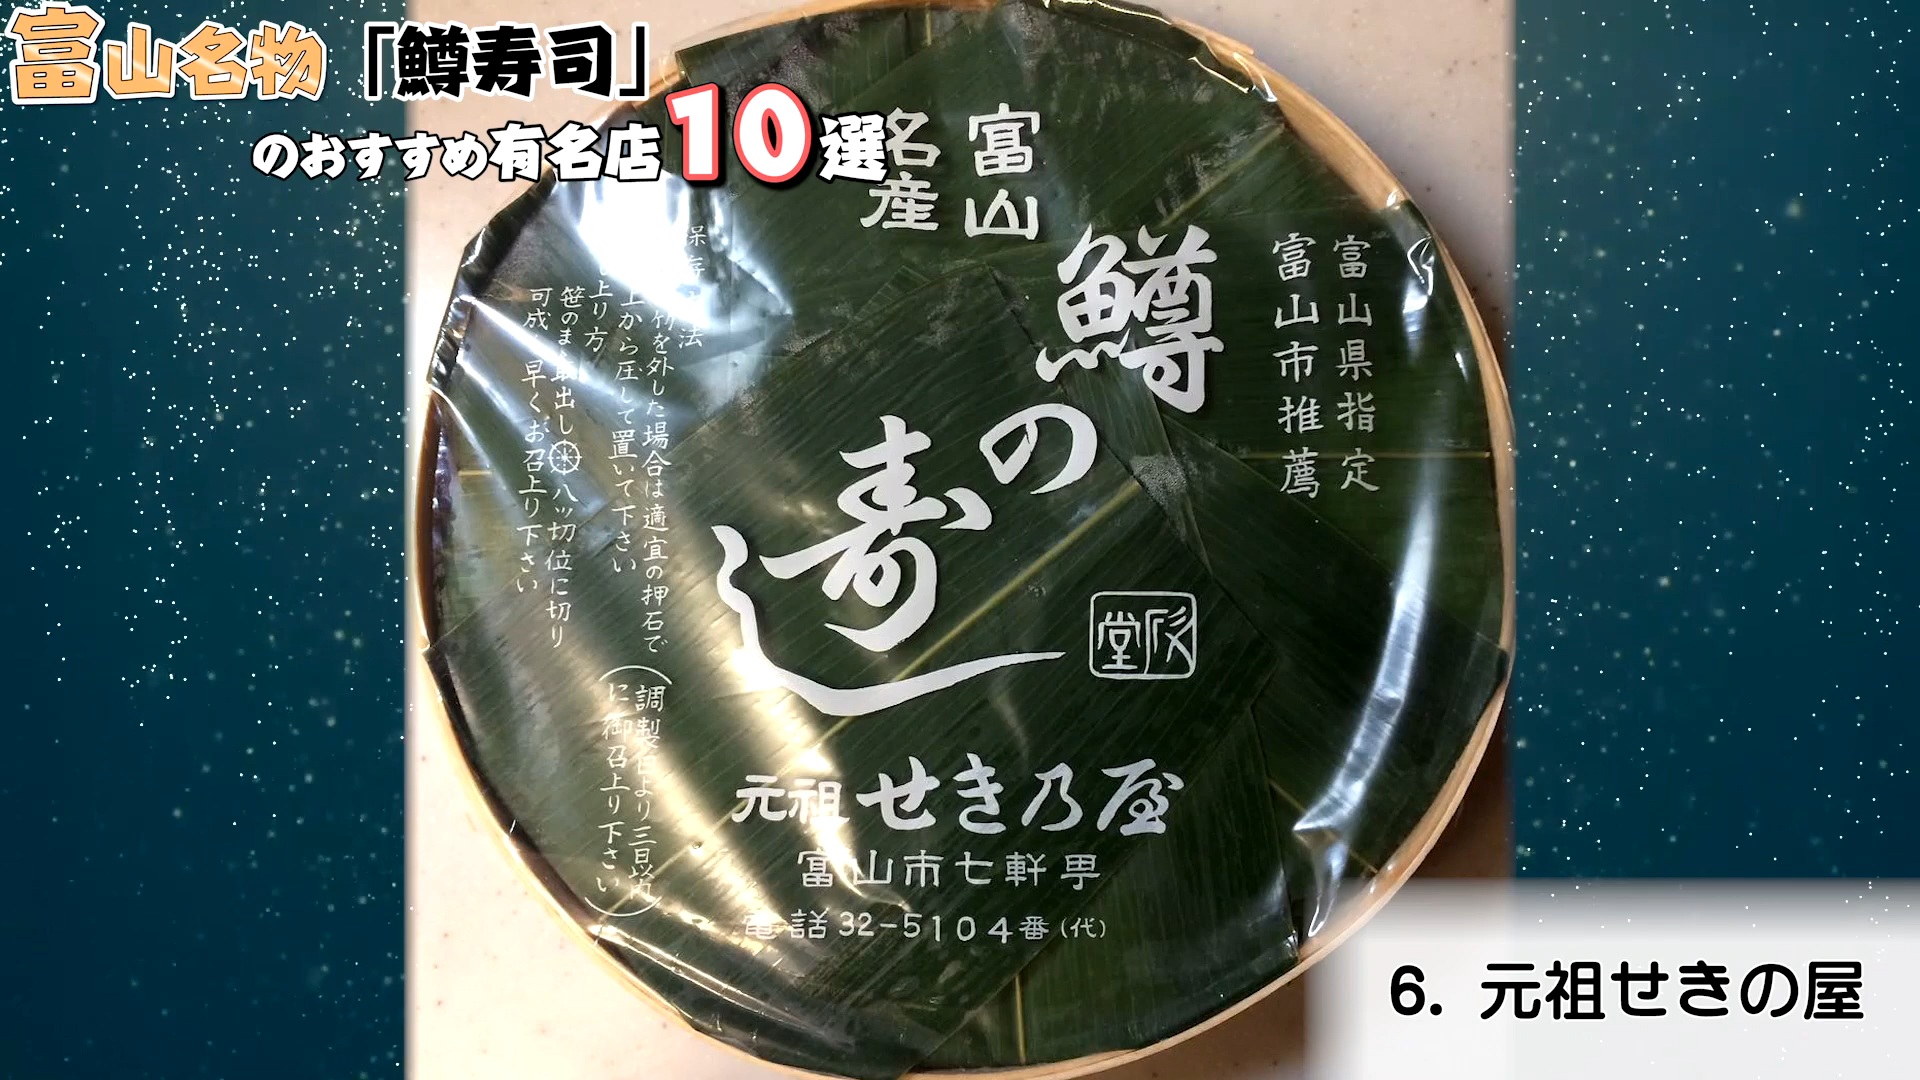 富山名物「鱒寿司」
のおすすめ有名店10選
富山
名産
富山県指定
富山市推薦
鱒の寿し
欣堂
元祖せき乃屋
富山市七軒町
電話32-5104番(代)
竹を外した場合は適宜の押石で
上から圧して置いて下さい
上り方
笹のまま取出し 八ッ切位に切り
可成 早くお召上り下さい
(調製日より三日以内
に御召上り下さい)
6. 元祖せきの屋